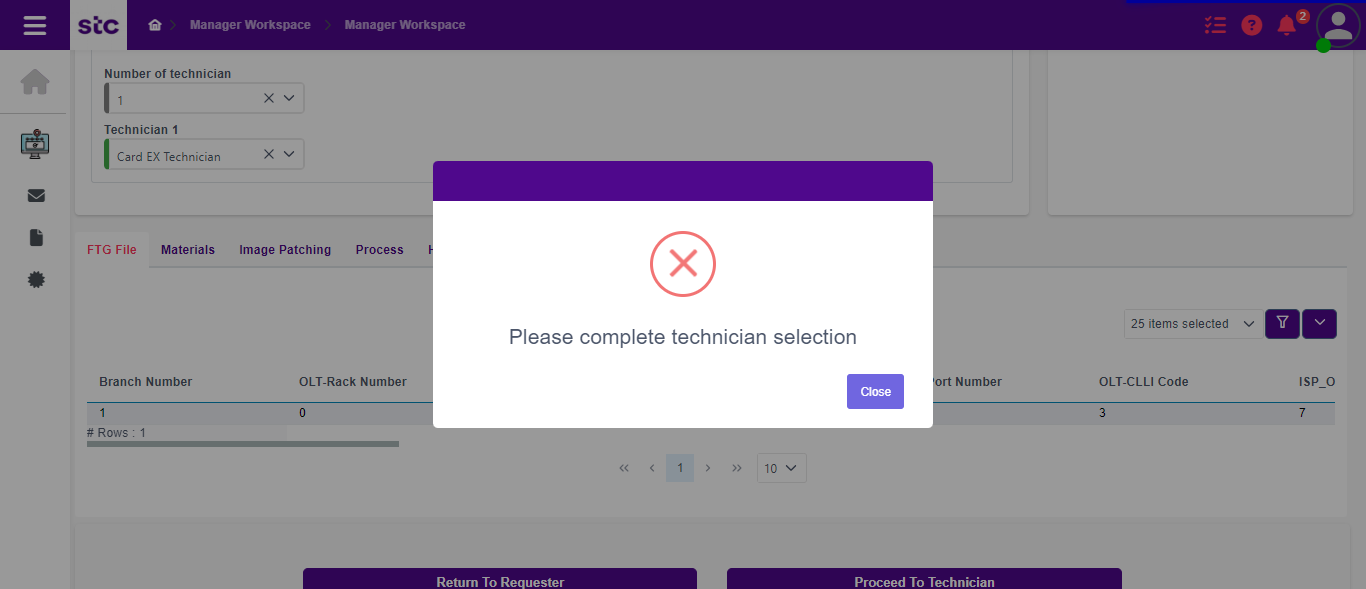 stc
Manager Workspace
Manager Workspace
2
?
Number of technician
1
Technician 1
Card EX Technician
FTG File
Materials
Image Patching
Process
Please complete technician selection
Close
25 items selected
Branch Number
OLT-Rack Number
Port Number
OLT-CLLI Code
ISP_O
1
0
3
7
# Rows : 1
1
10
Return To Requester
Proceed To Technician